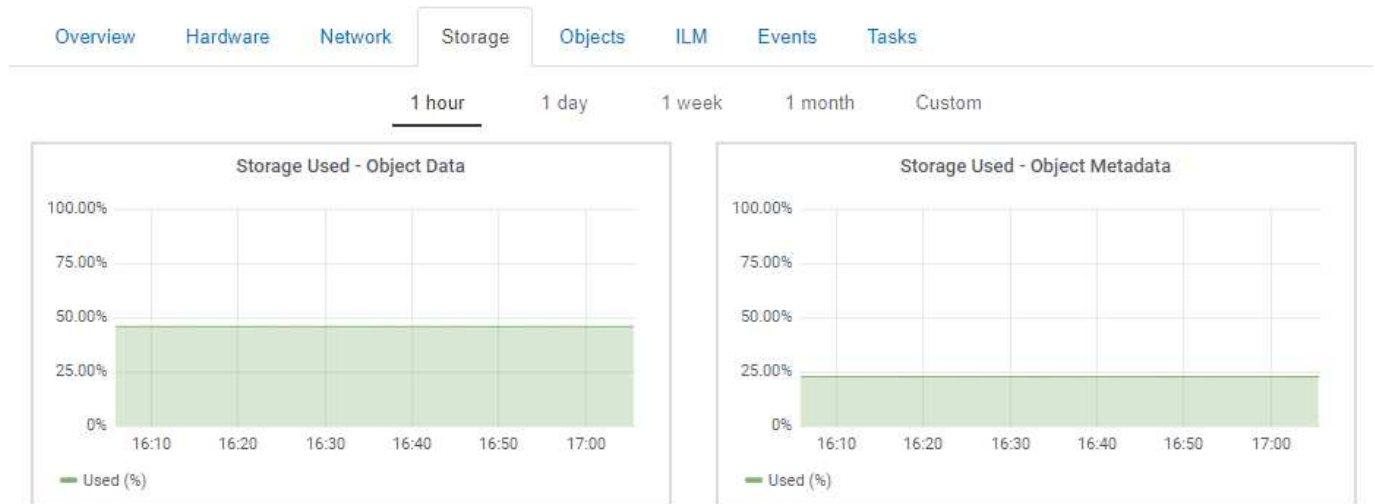 Overview Hardware Network Storage Objects ILM Events Tasks
1 hour 1 day 1 week 1 month Custom
Storage Used - Object Data
100.00%
75.00%
50.00%
25.00%
0%
16:10 16:20 16:30 16:40 16:50 17:00
Used (%)
Storage Used - Object Metadata
100.00%
75.00%
50.00%
25.00%
0%
16:10 16:20 16:30 16:40 16:50 17:00
Used (%)